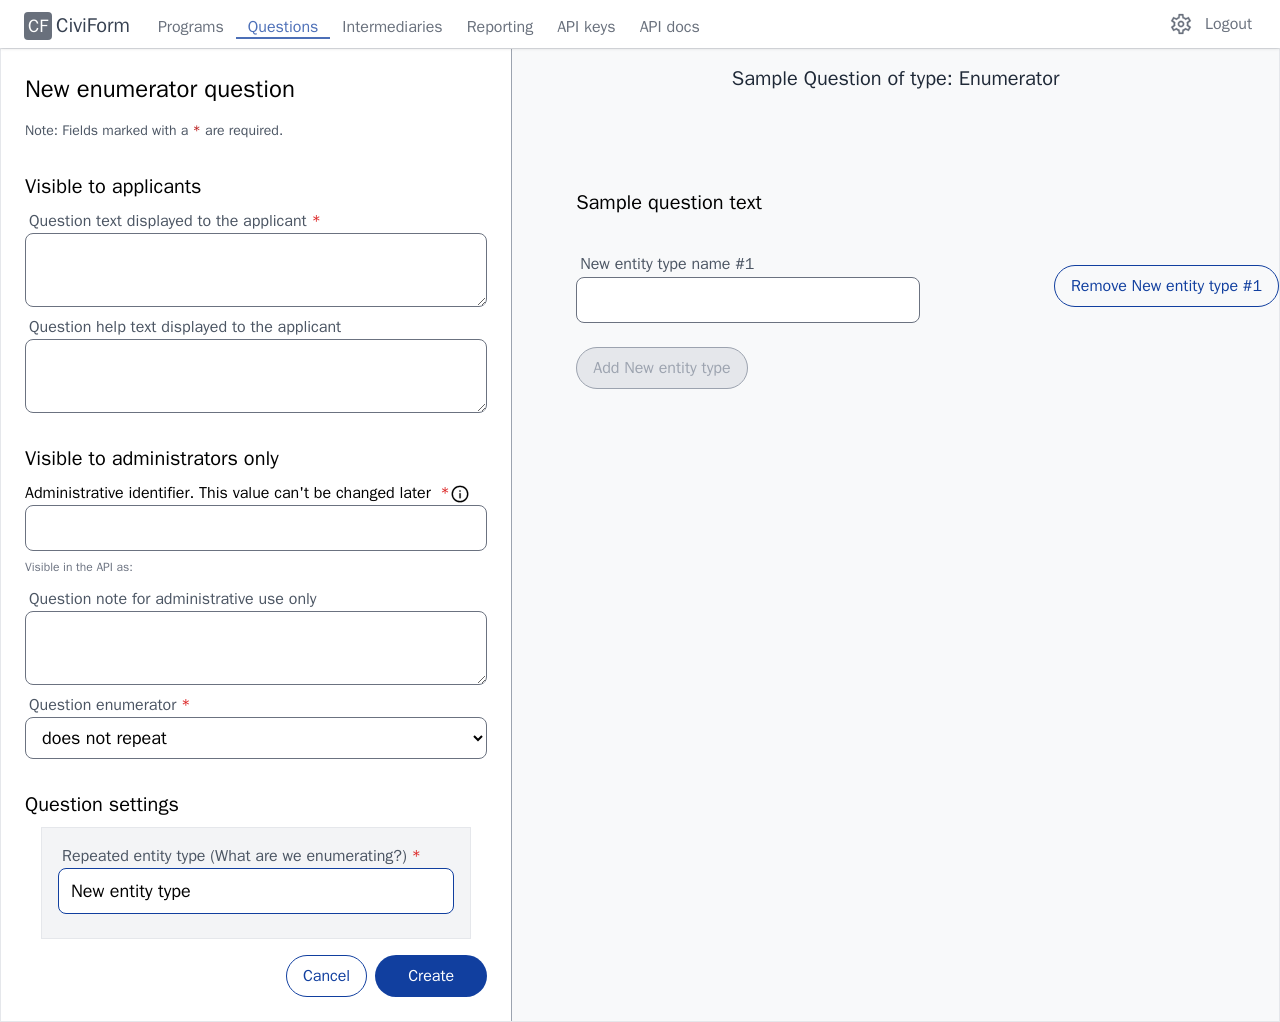 CF CiviForm Programs Questions Intermediaries Reporting API keys API docs Logout
New enumerator question
Note: Fields marked with a * are required.
Visible to applicants
Question text displayed to the applicant *
Question help text displayed to the applicant
Visible to administrators only
Administrative identifier. This value can't be changed later *
Visible in the API as:
Question note for administrative use only
Question enumerator *
does not repeat
Question settings
Repeated entity type (What are we enumerating?) *
New entity type
Cancel Create
Sample Question of type: Enumerator
Sample question text
New entity type name #1
Remove New entity type #1
Add New entity type